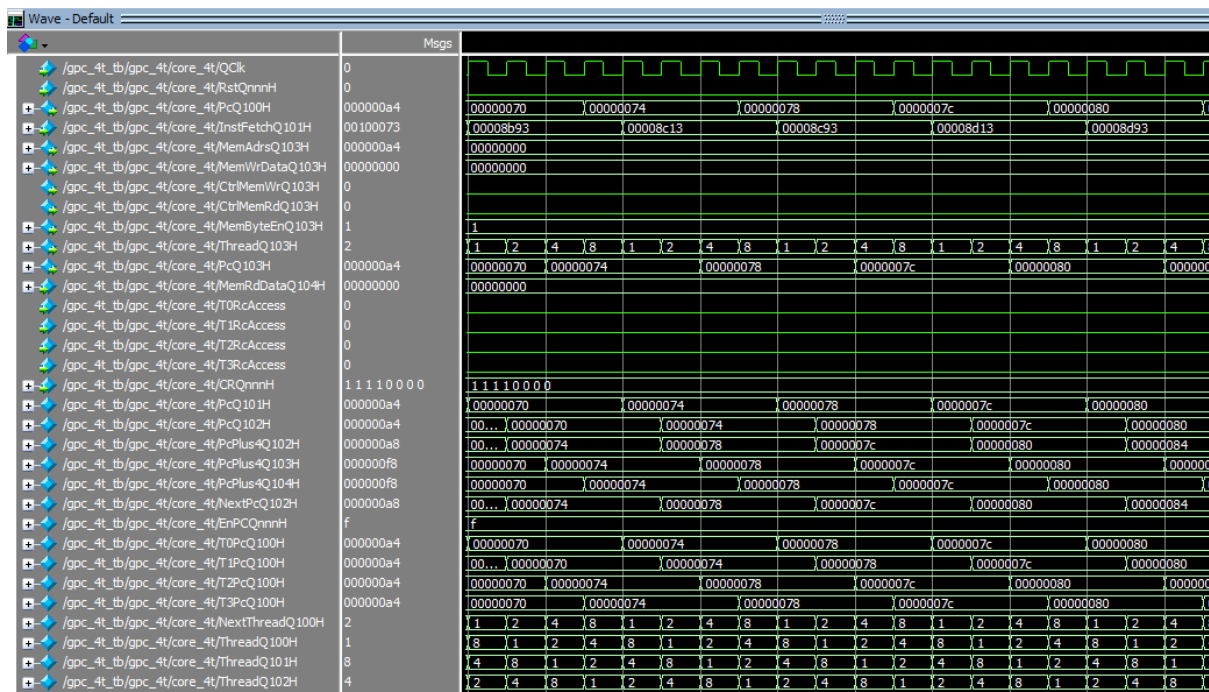 Wave - Default
Msgs
/gpc_4t_tb/gpc_4t/core_4t/QClk 0
/gpc_4t_tb/gpc_4t/core_4t/RstQnnnH 0
/gpc_4t_tb/gpc_4t/core_4t/PcQ100H 000000a4 00000070 00000074 00000078 0000007c 00000080
/gpc_4t_tb/gpc_4t/core_4t/InstFetchQ101H 00100073 00008b93 00008c13 00008c93 00008d13 00008d93
/gpc_4t_tb/gpc_4t/core_4t/MemAdrsQ103H 000000a4 00000000
/gpc_4t_tb/gpc_4t/core_4t/MemWrDataQ103H 00000000 00000000
/gpc_4t_tb/gpc_4t/core_4t/CtrlMemWrQ103H 0
/gpc_4t_tb/gpc_4t/core_4t/CtrlMemRdQ103H 0
/gpc_4t_tb/gpc_4t/core_4t/MemByteEnQ103H 1 1
/gpc_4t_tb/gpc_4t/core_4t/ThreadQ103H 2 1 2 4 8 1 2 4 8 1 2 4 8 1 2 4 8 1 2 4
/gpc_4t_tb/gpc_4t/core_4t/PcQ103H 000000a4 00000070 00000074 00000078 0000007c 00000080 00000
/gpc_4t_tb/gpc_4t/core_4t/MemRdDataQ104H 00000000 00000000
/gpc_4t_tb/gpc_4t/core_4t/T0RcAccess 0
/gpc_4t_tb/gpc_4t/core_4t/T1RcAccess 0
/gpc_4t_tb/gpc_4t/core_4t/T2RcAccess 0
/gpc_4t_tb/gpc_4t/core_4t/T3RcAccess 0
/gpc_4t_tb/gpc_4t/core_4t/CRQnnnH 1 1 1 1 0 0 0 0 1 1 1 1 0 0 0 0
/gpc_4t_tb/gpc_4t/core_4t/PcQ101H 000000a4 00000070 00000074 00000078 0000007c 00000080
/gpc_4t_tb/gpc_4t/core_4t/PcQ102H 000000a4 00... 00000070 00000074 00000078 0000007c 00000080
/gpc_4t_tb/gpc_4t/core_4t/PcPlus4Q102H 000000a8 00... 00000074 00000078 0000007c 00000080 00000084
/gpc_4t_tb/gpc_4t/core_4t/PcPlus4Q103H 000000f8 00000070 00000074 00000078 0000007c 00000080 00000
/gpc_4t_tb/gpc_4t/core_4t/PcPlus4Q104H 000000f8 00000070 00000074 00000078 0000007c 00000080
/gpc_4t_tb/gpc_4t/core_4t/NextPcQ102H 000000a8 00... 00000074 00000078 0000007c 00000080 00000084
/gpc_4t_tb/gpc_4t/core_4t/EnPCQnnnH f f
/gpc_4t_tb/gpc_4t/core_4t/T0PcQ100H 000000a4 00000070 00000074 00000078 0000007c 00000080
/gpc_4t_tb/gpc_4t/core_4t/T1PcQ100H 000000a4 00... 00000070 00000074 00000078 0000007c 00000080
/gpc_4t_tb/gpc_4t/core_4t/T2PcQ100H 000000a4 00000070 00000074 00000078 0000007c 00000080 00000
/gpc_4t_tb/gpc_4t/core_4t/T3PcQ100H 000000a4 00000070 00000074 00000078 0000007c 00000080
/gpc_4t_tb/gpc_4t/core_4t/NextThreadQ100H 2 1 2 4 8 1 2 4 8 1 2 4 8 1 2 4 8 1 2 4
/gpc_4t_tb/gpc_4t/core_4t/ThreadQ100H 1 8 1 2 4 8 1 2 4 8 1 2 4 8 1 2 4 8 1 2
/gpc_4t_tb/gpc_4t/core_4t/ThreadQ101H 8 4 8 1 2 4 8 1 2 4 8 1 2 4 8 1 2 4 8 1
/gpc_4t_tb/gpc_4t/core_4t/ThreadQ102H 4 2 4 8 1 2 4 8 1 2 4 8 1 2 4 8 1 2 4 8